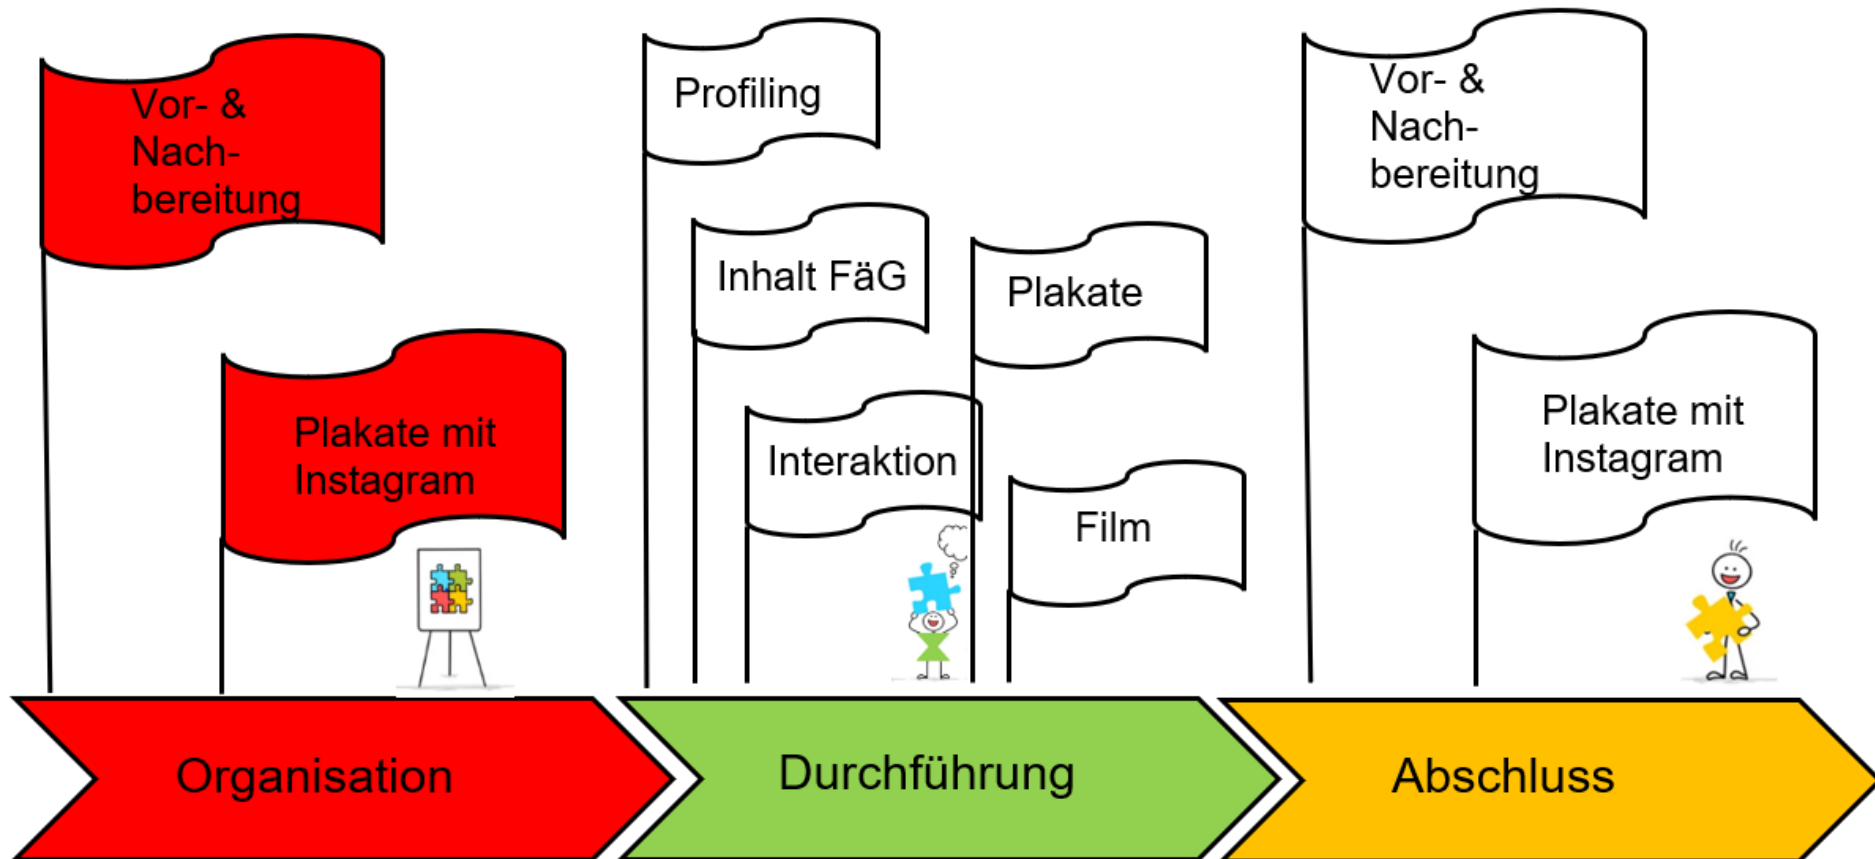 Vor- &
Nach-
bereitung
Plakate mit
Instagram
Organisation
Profiling
Inhalt FäG
Interaktion
Plakate
Film
Durchführung
Vor- &
Nach-
bereitung
Plakate mit
Instagram
Abschluss